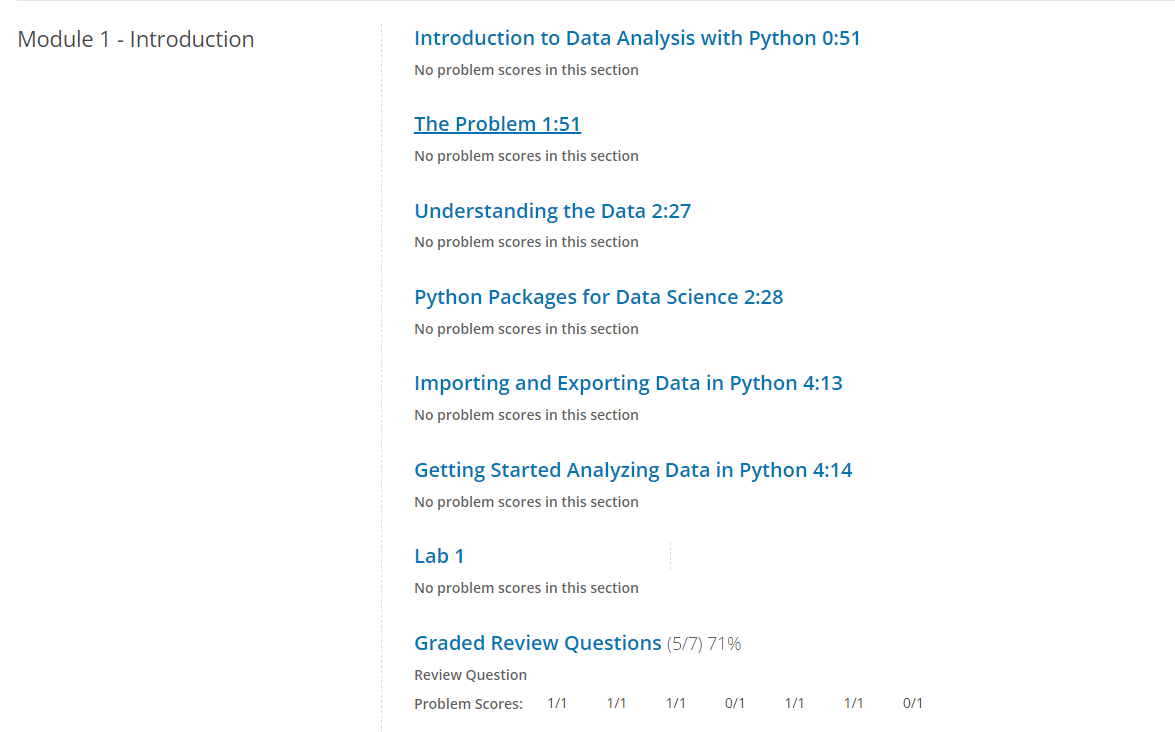 Module 1 - Introduction
Introduction to Data Analysis with Python 0:51
No problem scores in this section
The Problem 1:51
No problem scores in this section
Understanding the Data 2:27
No problem scores in this section
Python Packages for Data Science 2:28
No problem scores in this section
Importing and Exporting Data in Python 4:13
No problem scores in this section
Getting Started Analyzing Data in Python 4:14
No problem scores in this section
Lab 1
No problem scores in this section
Graded Review Questions (5/7) 71%
Review Question
Problem Scores: 1/1 1/1 1/1 0/1 1/1 1/1 0/1